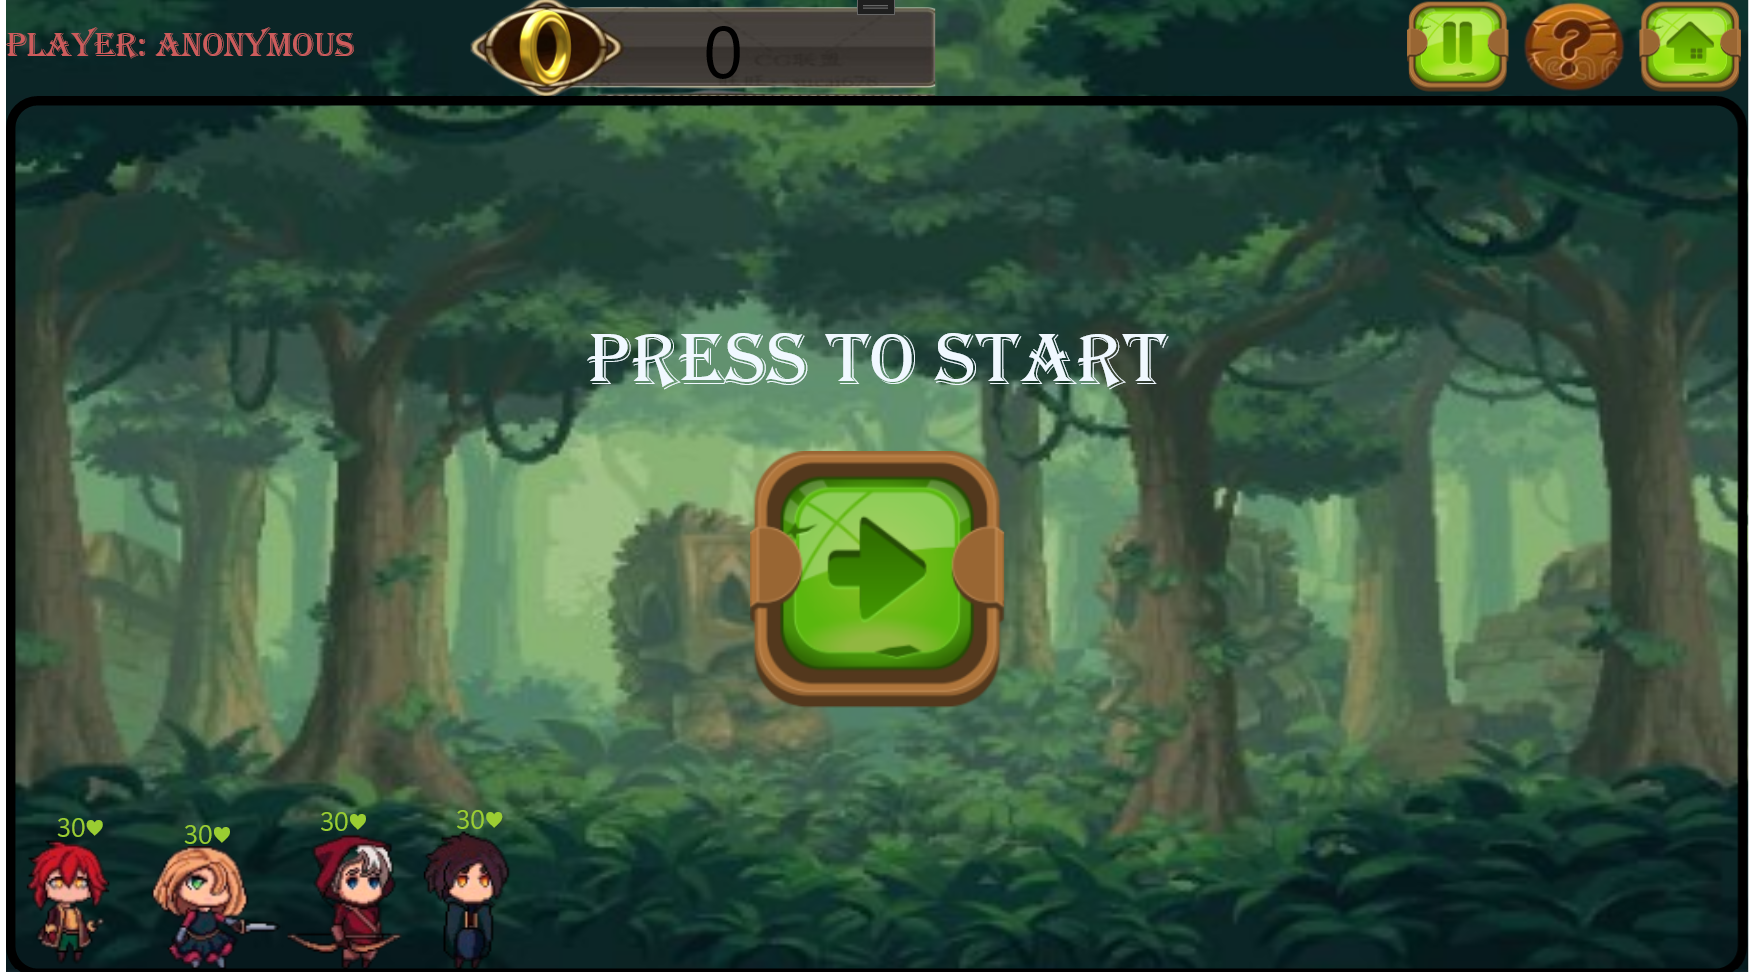 PLAYER: ANONYMOUS
0
PRESS TO START
30♥
30♥
30♥
30♥